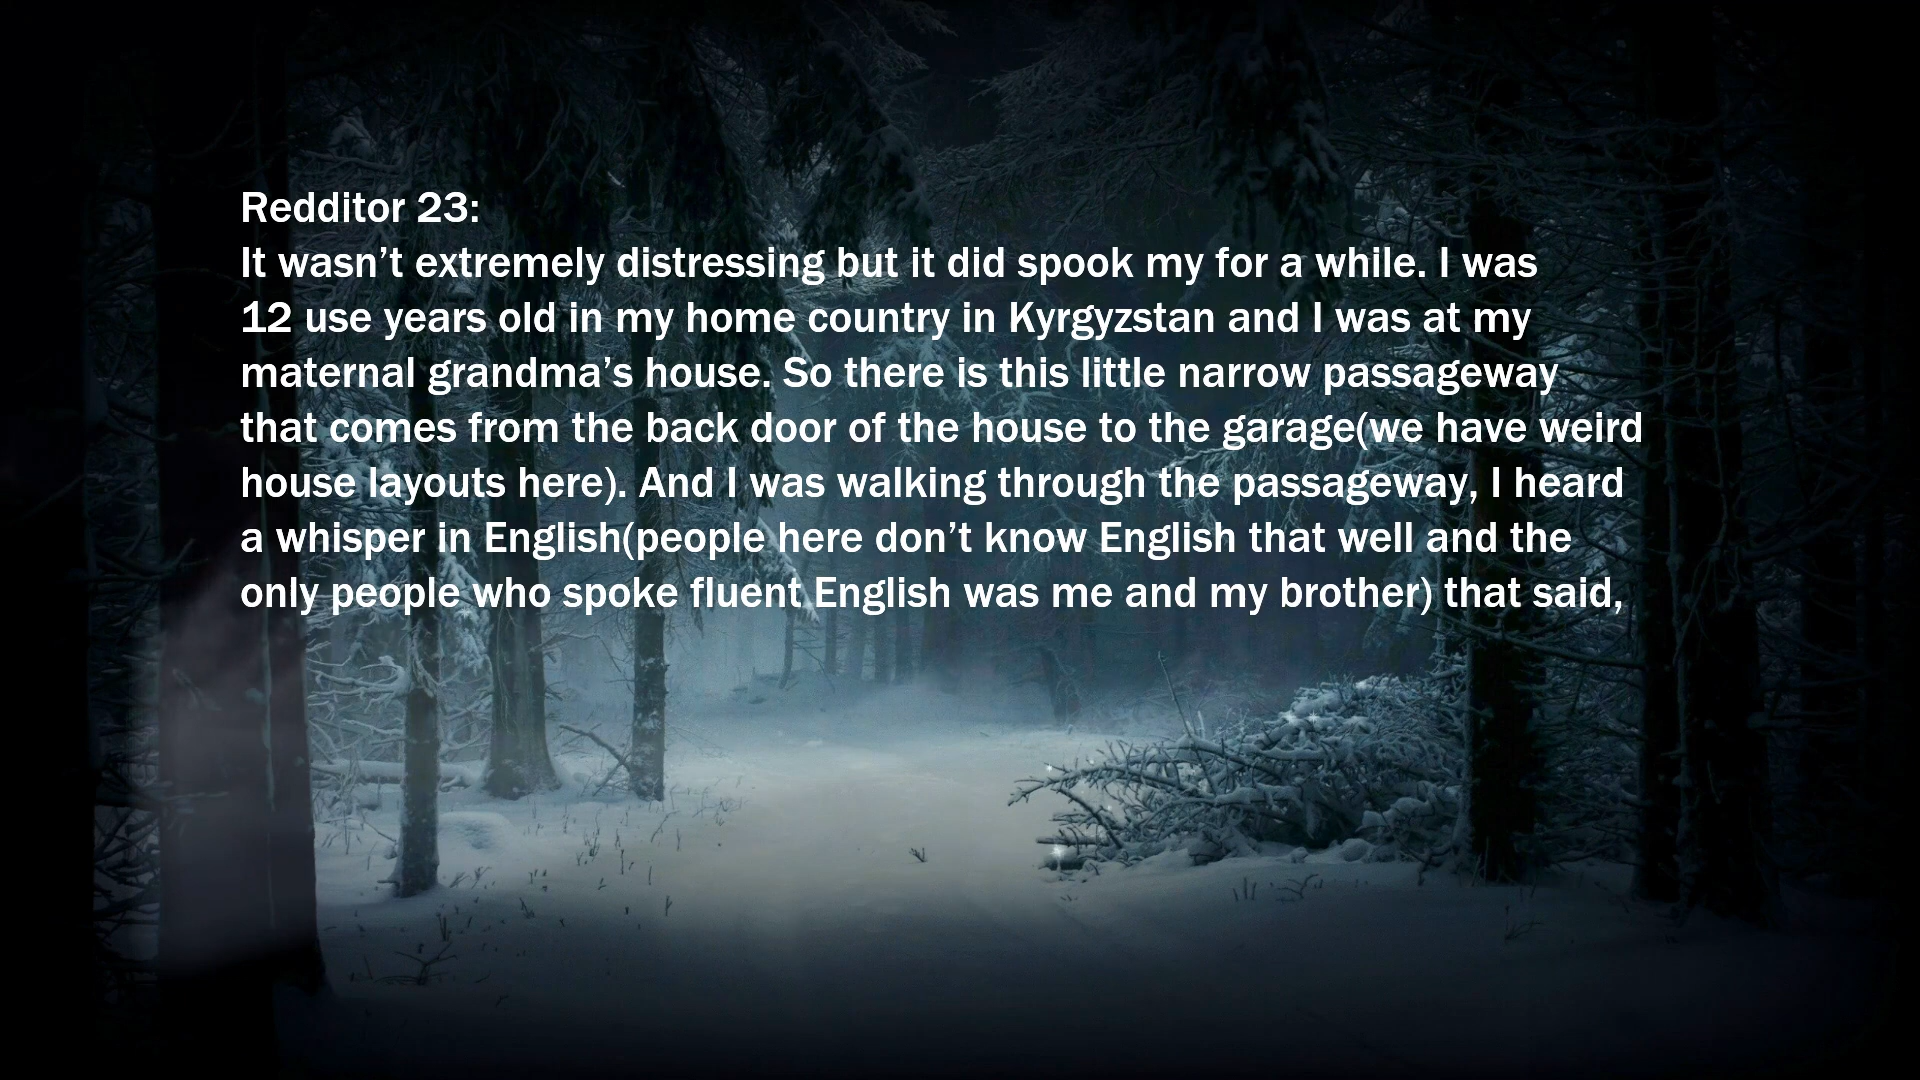 Redditor 23:
It wasn’t extremely distressing but it did spook my for a while. I was
12 use years old in my home country in Kyrgyzstan and I was at my
maternal grandma’s house. So there is this little narrow passageway
that comes from the back door of the house to the garage(we have weird
house layouts here). And I was walking through the passageway, I heard
a whisper in English(people here don’t know English that well and the
only people who spoke fluent English was me and my brother) that said,